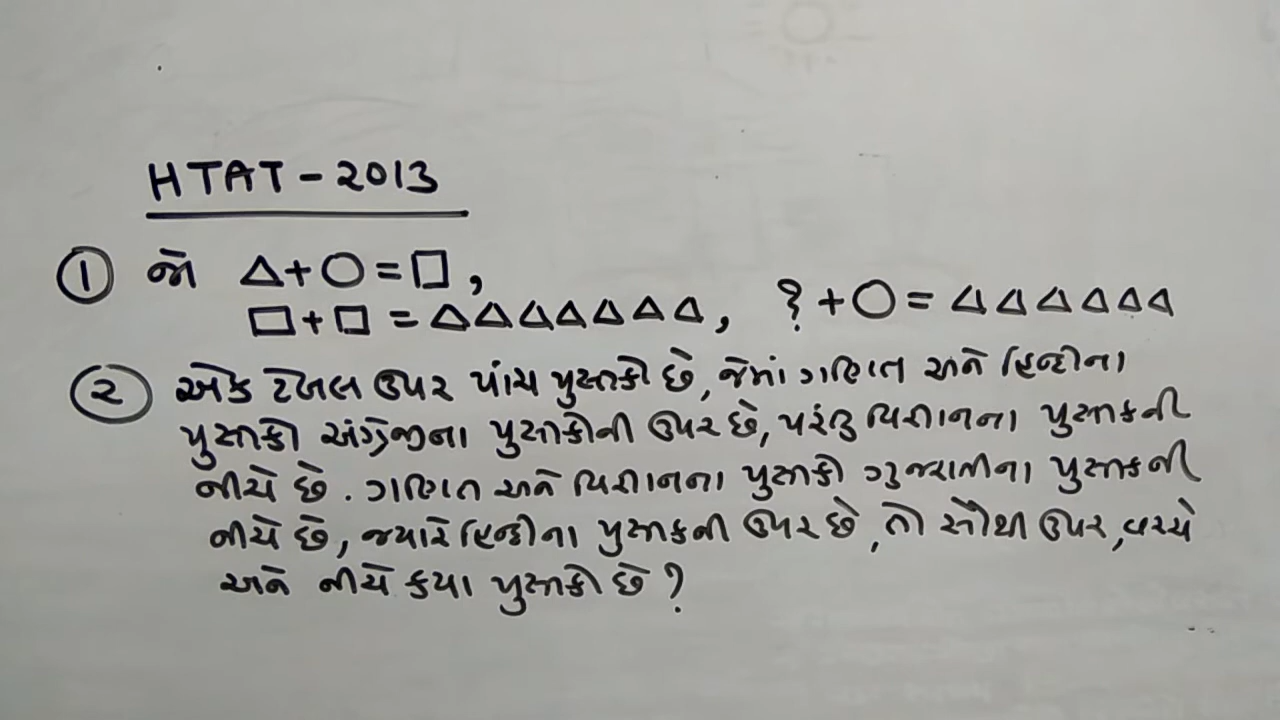 HTAT - 2013
① જો △+○=□,
□+□ = △△△△△△△, ? +○= △△△△△△
② એક ટેબલ ઉપર પાંચ પુસ્તકો છે, જેમાં ગણિત અને હિન્દીના
પુસ્તકો અંગ્રેજીના પુસ્તકોની ઉપર છે, પરંતુ વિજ્ઞાનના પુસ્તકની
નીચે છે. ગણિત અને વિજ્ઞાનના પુસ્તકો ગુજરાતીના પુસ્તકની
નીચે છે, જ્યારે હિન્દીના પુસ્તકની ઉપર છે, તો સૌથી ઉપર, વચ્ચે
અને નીચે કયા પુસ્તકો છે ?